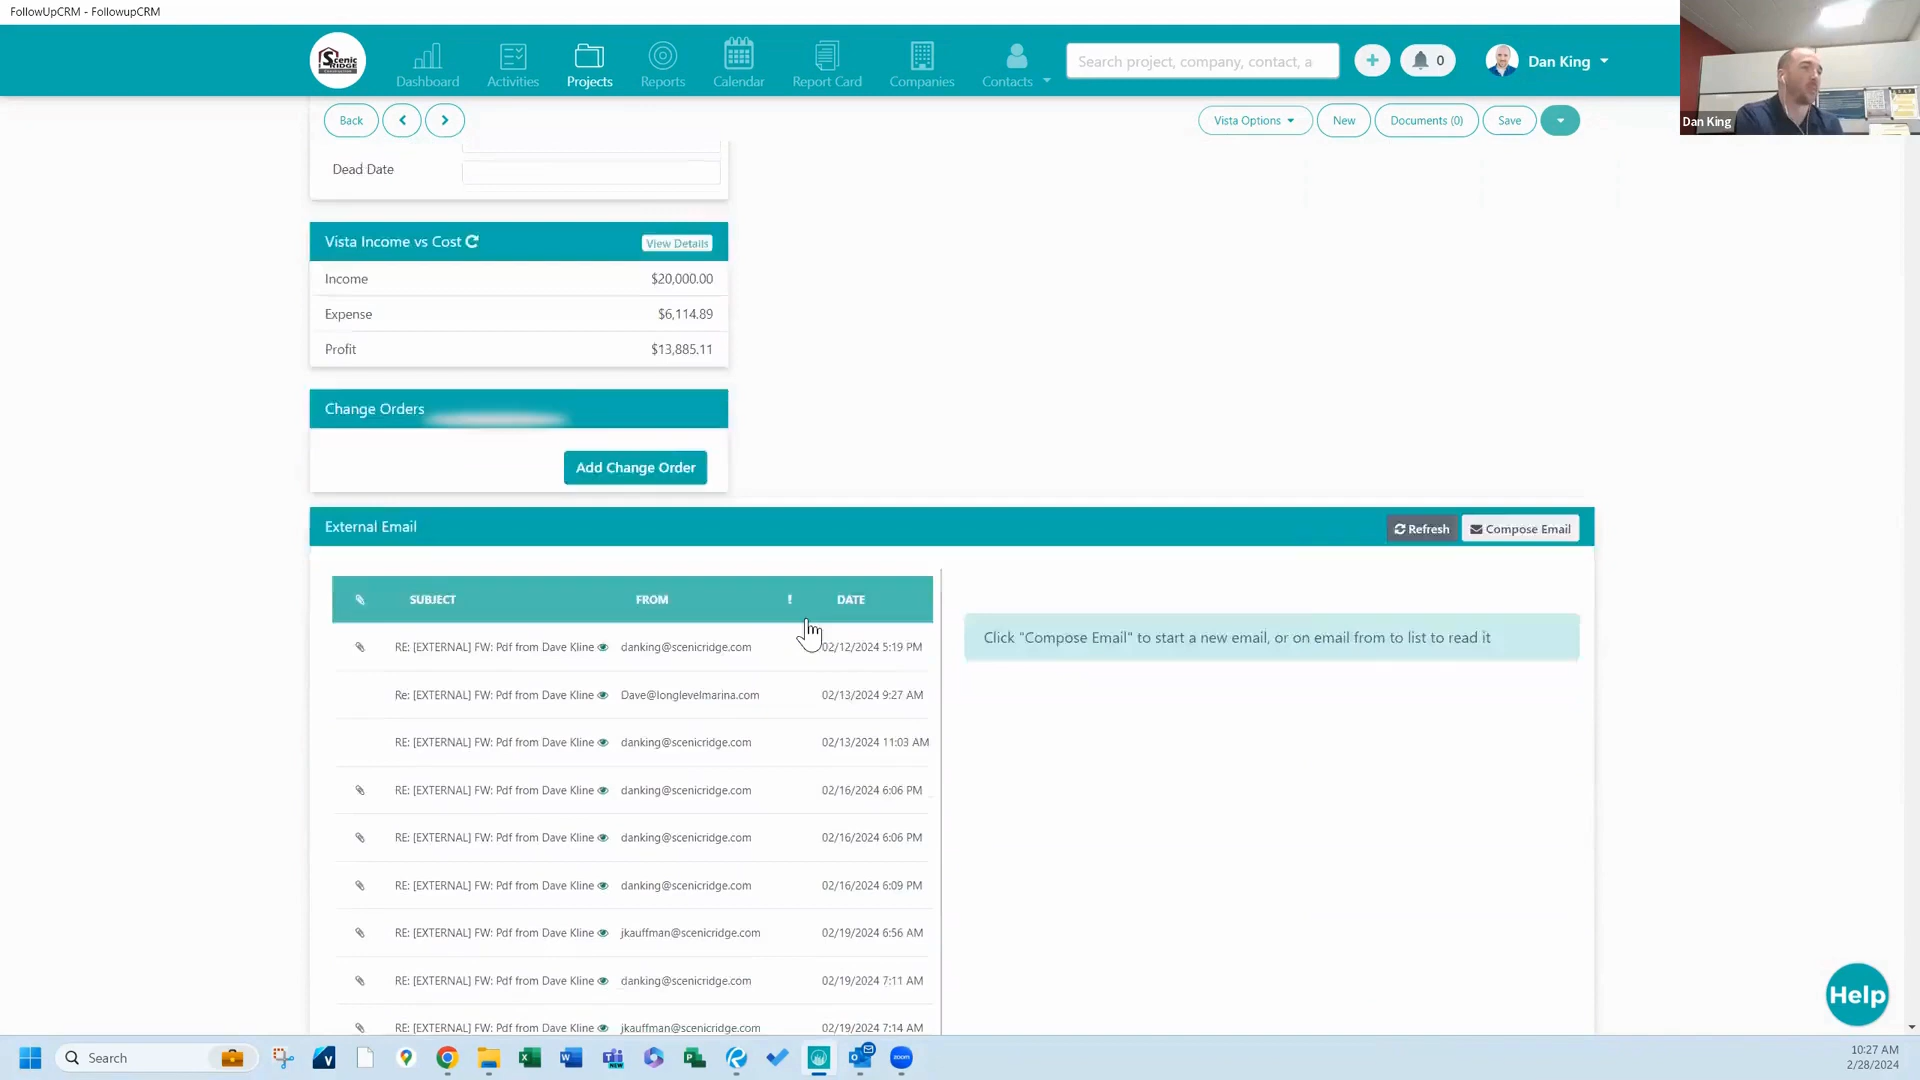 FollowUpCRM - FollowupCRM
Scenic
RIDGE
Dashboard
Activities
Projects
Reports
Calendar
Report Card
Companies
Contacts
Search project, company, contact, a
0
Dan King
Dan King
Back
Vista Options
New
Documents (0)
Save
Dead Date
Vista Income vs Cost
View Details
Income $20,000.00
Expense $6,114.89
Profit $13,885.11
Change Orders
Add Change Order
External Email
Refresh
Compose Email
SUBJECT FROM ! DATE
RE: [EXTERNAL] FW: Pdf from Dave Kline danking@scenicridge.com 02/12/2024 5:19 PM
Re: [EXTERNAL] FW: Pdf from Dave Kline Dave@longlevelmarina.com 02/13/2024 9:27 AM
RE: [EXTERNAL] FW: Pdf from Dave Kline danking@scenicridge.com 02/13/2024 11:03 AM
RE: [EXTERNAL] FW: Pdf from Dave Kline danking@scenicridge.com 02/16/2024 6:06 PM
RE: [EXTERNAL] FW: Pdf from Dave Kline danking@scenicridge.com 02/16/2024 6:06 PM
RE: [EXTERNAL] FW: Pdf from Dave Kline danking@scenicridge.com 02/16/2024 6:09 PM
RE: [EXTERNAL] FW: Pdf from Dave Kline jkauffman@scenicridge.com 02/19/2024 6:56 AM
RE: [EXTERNAL] FW: Pdf from Dave Kline danking@scenicridge.com 02/19/2024 7:11 AM
RE: [EXTERNAL] FW: Pdf from Dave Kline jkauffman@scenicridge.com 02/19/2024 7:14 AM
Click "Compose Email" to start a new email, or on email from to list to read it
Help
Search
NEW
zoom
10:27 AM
2/28/2024